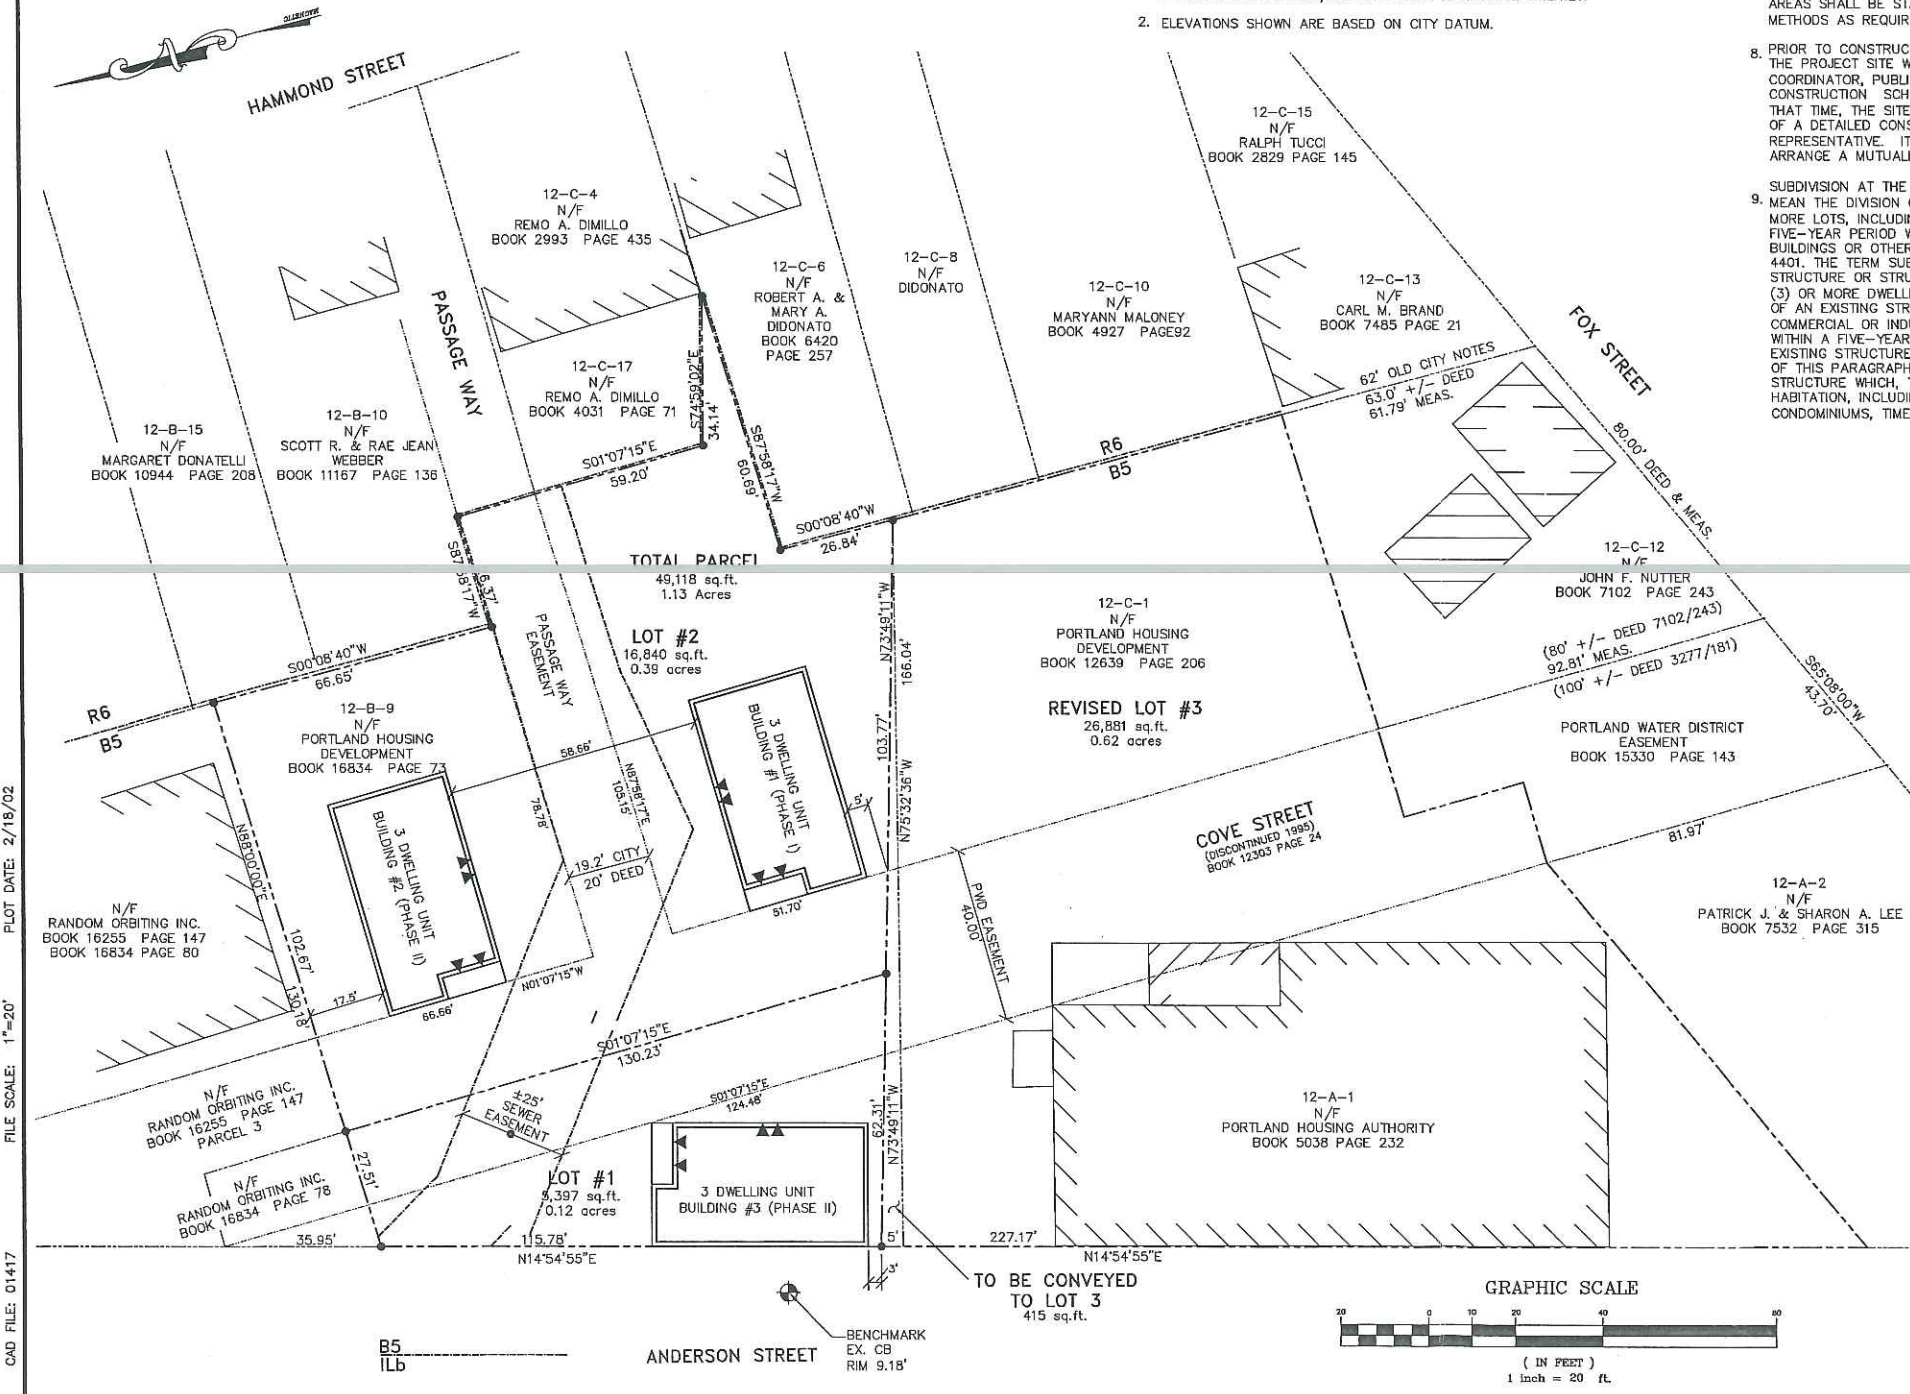 MAGNETIC
HAMMOND STREET
2. ELEVATIONS SHOWN ARE BASED ON CITY DATUM.
AREAS SHALL BE
METHODS AS
8. PRIOR TO
THE PROJECT SITE
COORDINATOR,
CONSTRUCTION
THAT TIME, THE SITE
OF A DETAILED
REPRESENTATIVE. IT
ARRANGE A
SUBDIVISION AT THE
9. MEAN THE DIVISION
MORE LOTS,
FIVE-YEAR PERIOD
BUILDINGS OR OTHER
4401. THE TERM
STRUCTURE OR
(3) OR MORE
OF AN EXISTING
COMMERCIAL OR
WITHIN A FIVE-YEAR
EXISTING STRUCTURE
OF THIS PARAGRAPH
STRUCTURE WHICH,
HABITATION,
CONDOMINIUMS,
12-C-15
N/F
RALPH TUCCI
BOOK 2829 PAGE 145
12-C-4
N/F
REMO A. DIMILLO
BOOK 2993 PAGE 435
12-C-6
N/F
ROBERT A. &
MARY A.
DIDONATO
BOOK 6420
PAGE 257
12-C-8
N/F
DIDONATO
12-C-10
N/F
MARYANN MALONEY
BOOK 4927 PAGE92
12-C-13
N/F
CARL M. BRAND
BOOK 7485 PAGE 21
FOX STREET
PASSAGE WAY
12-C-17
N/F
REMO A. DIMILLO
BOOK 4031 PAGE 71
S74°59'02"E
34.14'
62' OLD CITY NOTES
63.0' +/- DEED
61.79' MEAS.
12-B-15
N/F
MARGARET DONATELLI
BOOK 10944 PAGE 208
12-B-10
N/F
SCOTT R. & RAE JEAN
WEBBER
BOOK 11167 PAGE 136
S01°07'15"E
59.20'
S87°58'17"W
60.69'
R6
B5
80.00' DEED & MEAS.
S00°08'40"W
26.84'
TOTAL PARCEL
49,118 sq.ft.
1.13 Acres
12-C-12
N/F
JOHN F. NUTTER
BOOK 7102 PAGE 243
PASSAGE WAY
EASEMENT
LOT #2
16,840 sq.ft.
0.39 acres
N73°49'11"W
166.04'
12-C-1
N/F
PORTLAND HOUSING
DEVELOPMENT
BOOK 12639 PAGE 206
(80' +/- DEED 7102/243)
92.81' MEAS.
(100' +/- DEED 3277/181)
S65°08'00"W
43.70'
S00°08'40"W
66.65'
R6
B5
12-B-9
N/F
PORTLAND HOUSING
DEVELOPMENT
BOOK 16834 PAGE 73
REVISED LOT #3
26,881 sq.ft.
0.62 acres
PORTLAND WATER DISTRICT
EASEMENT
BOOK 15330 PAGE 143
58.66'
3 DWELLING UNIT
BUILDING #1 (PHASE I)
103.77'
N75°32'36"W
5'
N87°58'17"E
105.15'
78.78'
COVE STREET
(DISCONTINUED 1995)
BOOK 12303 PAGE 24
81.97'
3 DWELLING UNIT
BUILDING #2 (PHASE II)
N88°00'00"E
102.67'
130.18'
19.2' CITY
20' DEED
51.70'
PWD EASEMENT
40.00'
N/F
RANDOM ORBITING INC.
BOOK 16255 PAGE 147
BOOK 16834 PAGE 80
12-A-2
N/F
PATRICK J. & SHARON A. LEE
BOOK 7532 PAGE 315
17.5'
66.66'
N01°07'15"W
S01°07'15"E
130.23'
S01°07'15"E
124.48'
N/F
RANDOM ORBITING INC.
BOOK 16255 PAGE 147
PARCEL 3
±25'
SEWER
EASEMENT
62.31'
N73°49'11"W
12-A-1
N/F
PORTLAND HOUSING AUTHORITY
BOOK 5038 PAGE 232
27.51'
N/F
RANDOM ORBITING INC.
BOOK 16834 PAGE 78
LOT #1
5,397 sq.ft.
0.12 acres
3 DWELLING UNIT
BUILDING #3 (PHASE II)
35.95'
115.78'
N14°54'55"E
5'
227.17'
N14°54'55"E
3'
TO BE CONVEYED
TO LOT 3
415 sq.ft.
BENCHMARK
EX. CB
RIM 9.18'
ANDERSON STREET
B5
ILb
GRAPHIC SCALE
20 0 10 20 40 80
( IN FEET )
1 inch = 20 ft.
CAD FILE: 01417 FILE SCALE: 1"=20' PLOT DATE: 2/18/02